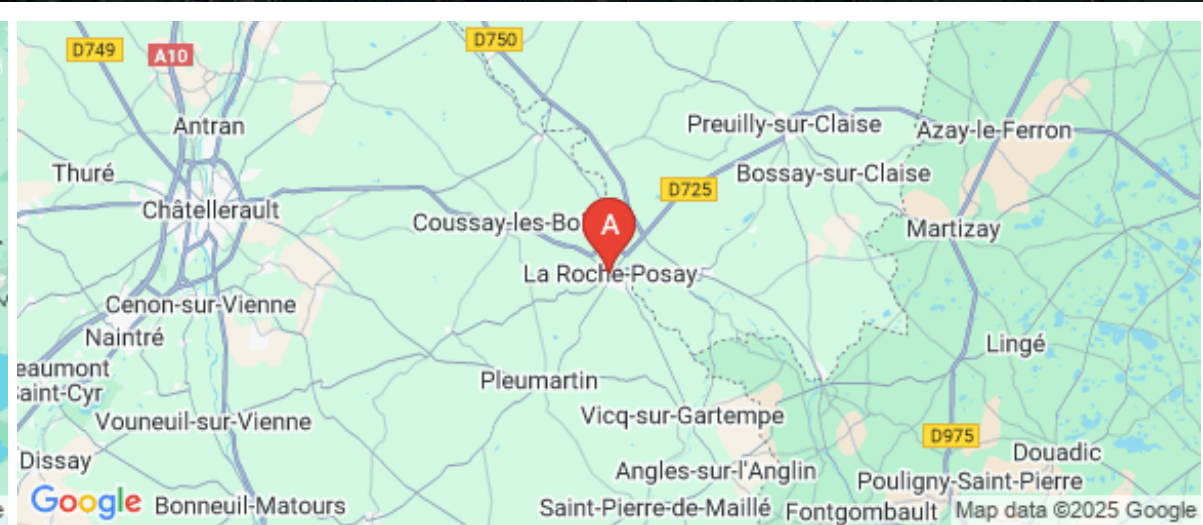 D749
A10
D750
Antran
Preuilly-sur-Claise
Azay-le-Ferron
Thuré
Bossay-sur-Claise
D725
Châtellerault
Coussay-les-Bo
A
Martizay
La Roche-Posay
Cenon-sur-Vienne
Naintré
Lingé
eaumont
Saint-Cyr
Pleumartin
Vouneuil-sur-Vienne
Vicq-sur-Gartempe
D975
Douadic
Dissay
Angles-sur-l'Anglin
Pouligny-Saint-Pierre
Google
Bonneuil-Matours
Saint-Pierre-de-Maillé
Fontgombault
Map data ©2025 Google